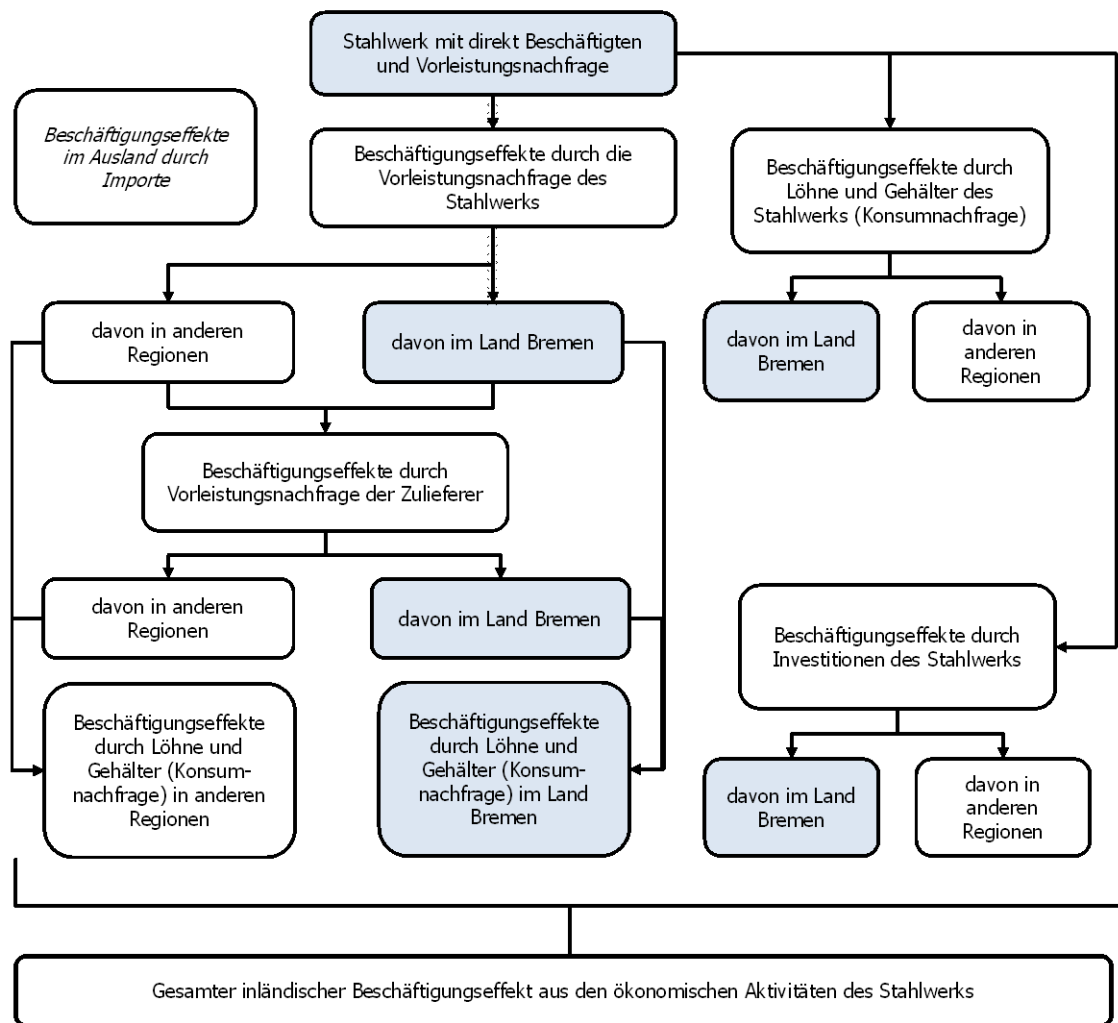 Stahlwerk mit direkt Beschäftigten
und Vorleistungsnachfrage
Beschäftigungseffekte
im Ausland durch
Importe
Beschäftigungseffekte durch die
Vorleistungsnachfrage des
Stahlwerks
Beschäftigungseffekte durch
Löhne und Gehälter des
Stahlwerks (Konsumnachfrage)
davon in anderen
Regionen
davon im Land Bremen
davon im Land
Bremen
davon in
anderen
Regionen
Beschäftigungseffekte durch
Vorleistungsnachfrage der Zulieferer
davon in anderen
Regionen
davon im Land Bremen
Beschäftigungseffekte durch
Investitionen des Stahlwerks
Beschäftigungseffekte
durch Löhne und
Gehälter (Konsum-
nachfrage) in anderen
Regionen
Beschäftigungseffekte
durch Löhne und
Gehälter (Konsum-
nachfrage) im Land
Bremen
davon im Land
Bremen
davon in
anderen
Regionen
Gesamter inländischer Beschäftigungseffekt aus den ökonomischen Aktivitäten des Stahlwerks